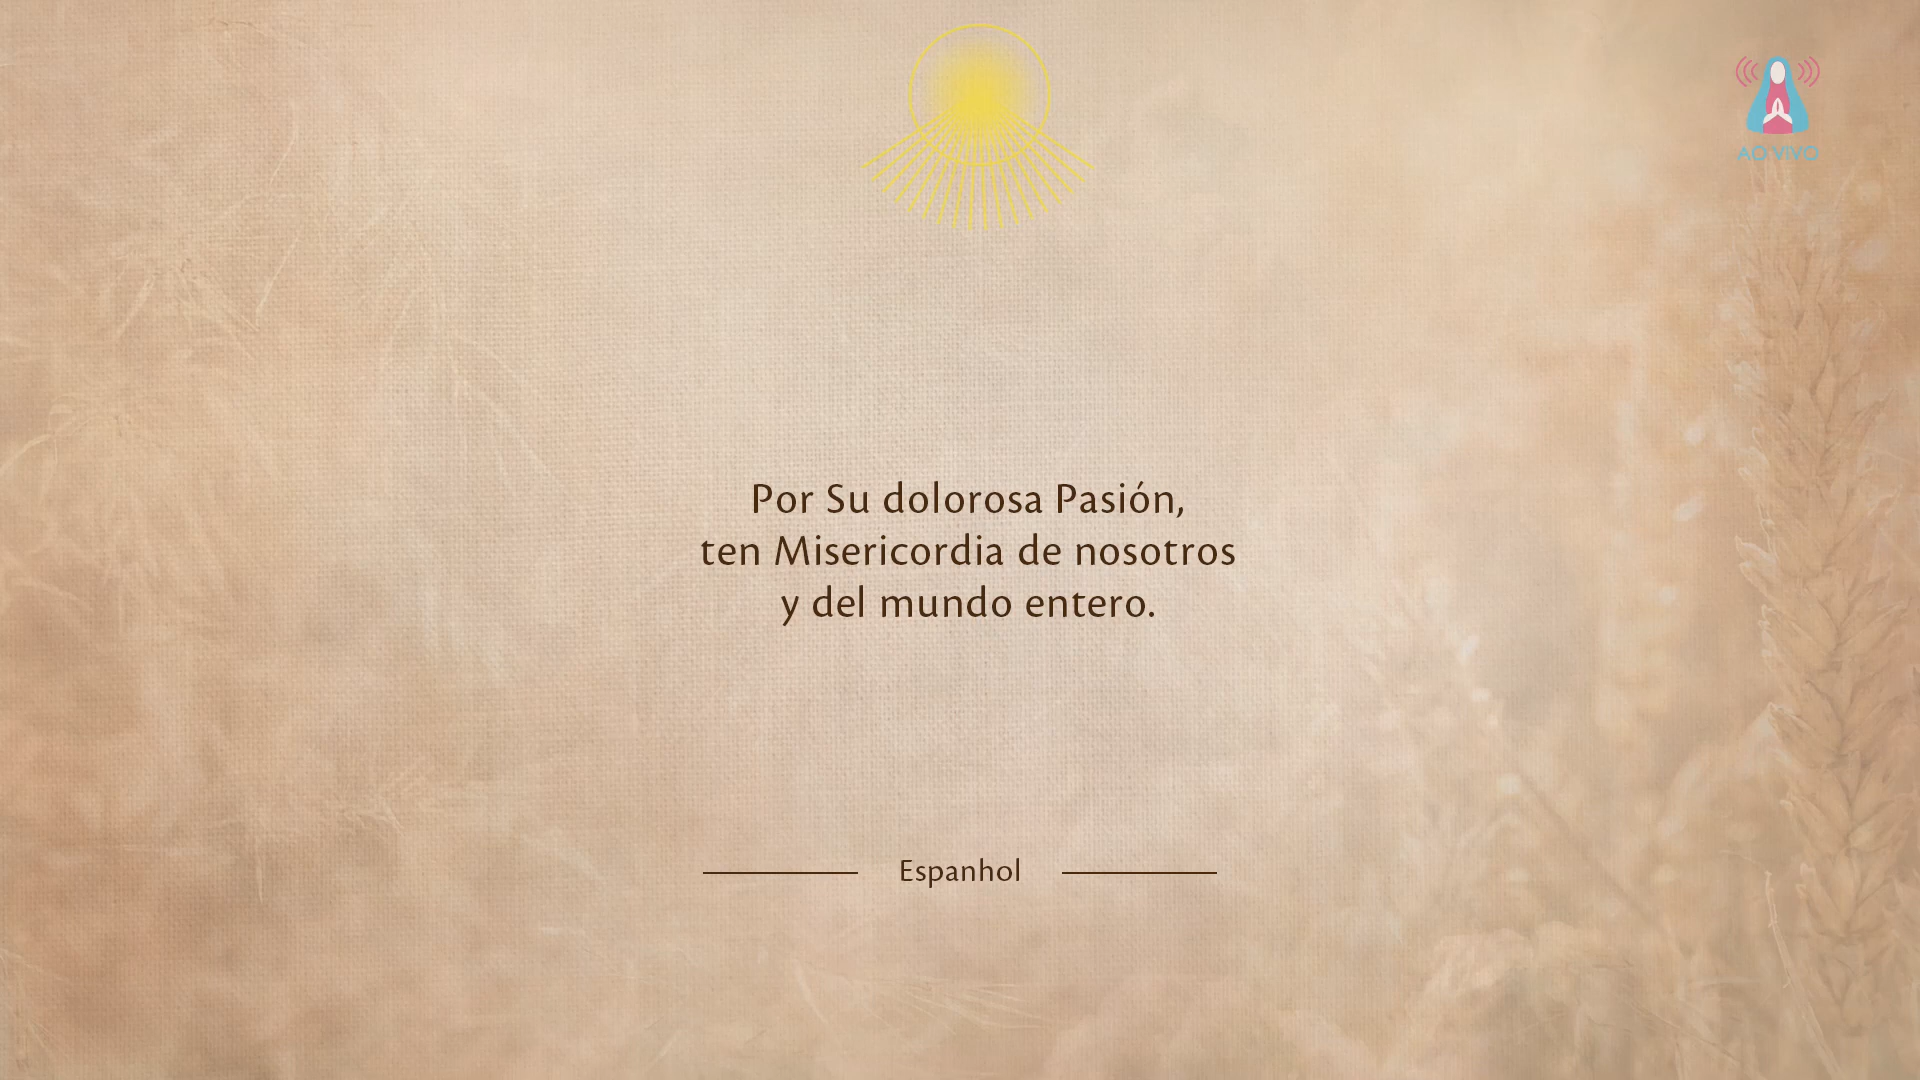 AO VIVO
Por Su dolorosa Pasión,
ten Misericordia de nosotros
y del mundo entero.
Espanhol